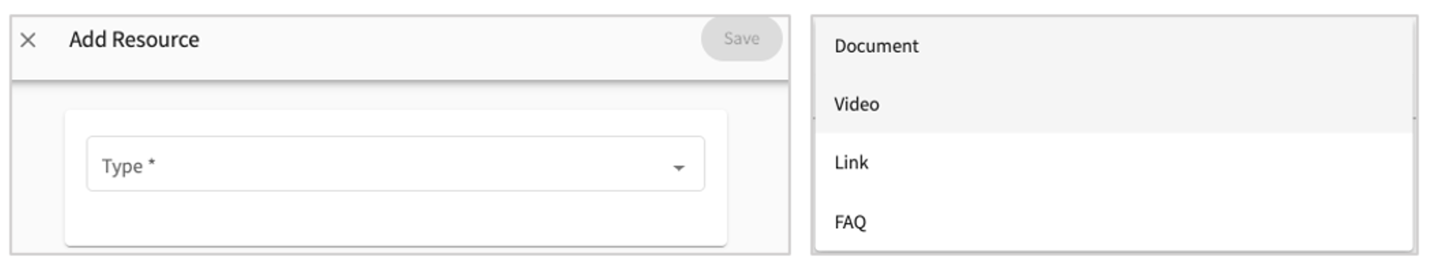 Add Resource
Save
Type *
Document
Video
Link
FAQ